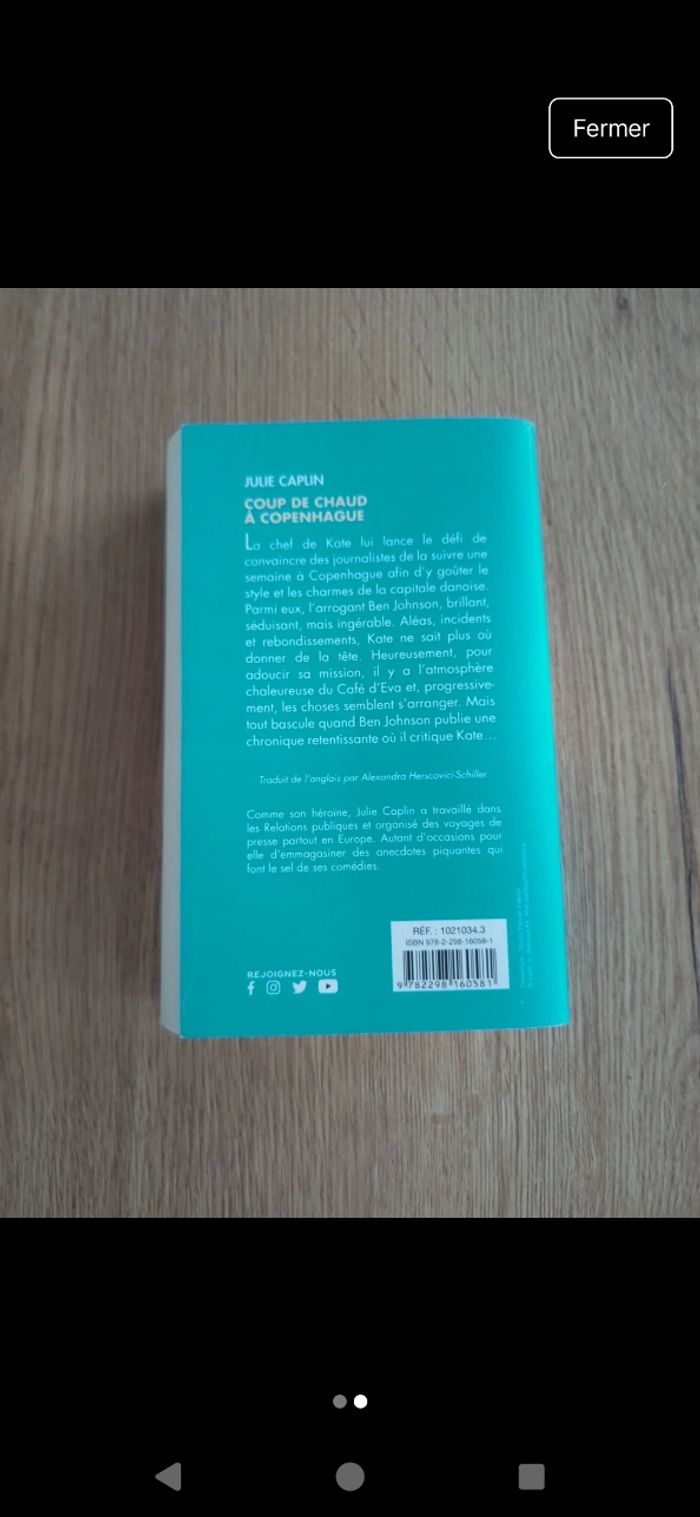 Fermer
JULIE CAPLIN
COUP DE CHAUD
À COPENHAGUE
La chef de Kate lui lance le défi de
convaincre des journalistes de la suivre une
semaine à Copenhague afin d'y goûter le
style et les charmes de la capitale danoise.
Parmi eux, l'arrogant Ben Johnson, brillant,
séduisant, mais ingérable. Aléas, incidents
et rebondissements, Kate ne sait plus où
donner de la tête. Heureusement, pour
adoucir sa mission, il y a l'atmosphère
chaleureuse du Café d'Eva et, progressive-
ment, les choses semblent s'arranger. Mais
tout bascule quand Ben Johnson publie une
chronique retentissante où il critique Kate...
Traduit de l'anglais par Alexandra Herscovici-Schiller
Comme son héroïne, Julie Caplin a travaillé dans
les Relations publiques et organisé des voyages de
presse partout en Europe. Autant d'occasions pour
elle d'emmagasiner des anecdotes piquantes qui
font le sel de ses comédies.
RÉF. : 1021034.3
ISBN 978-2-298-16058-1
9 782298 160581
REJOIGNEZ-NOUS